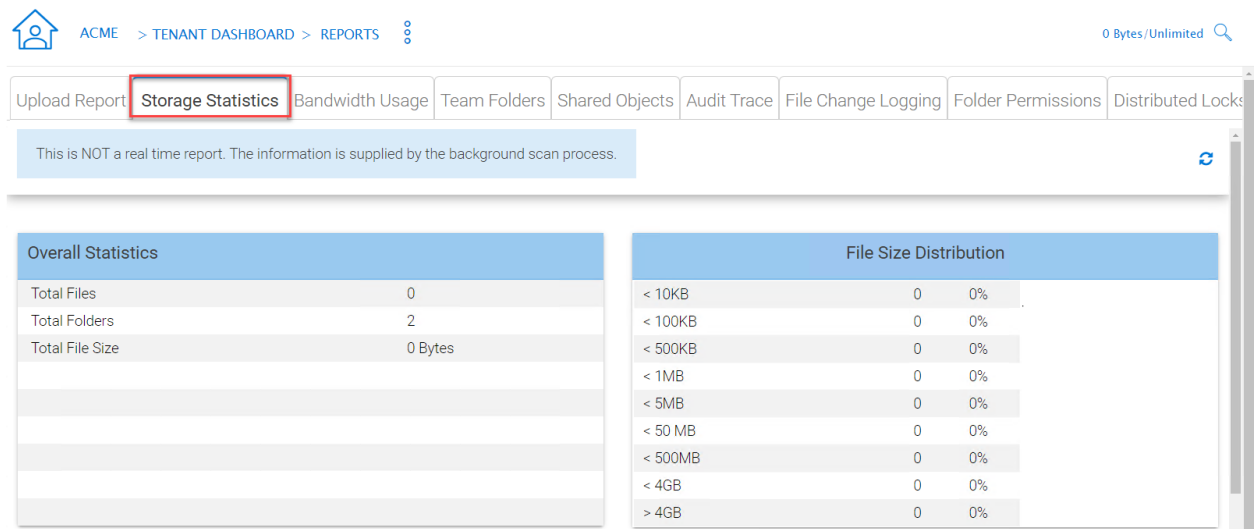 ACME > TENANT DASHBOARD > REPORTS 0 Bytes/Unlimited
Upload Report Storage Statistics Bandwidth Usage Team Folders Shared Objects Audit Trace File Change Logging Folder Permissions Distributed Locks
This is NOT a real time report. The information is supplied by the background scan process.
Overall Statistics
Total Files 0
Total Folders 2
Total File Size 0 Bytes
File Size Distribution
< 10KB 0 0%
< 100KB 0 0%
< 500KB 0 0%
< 1MB 0 0%
< 5MB 0 0%
< 50 MB 0 0%
< 500MB 0 0%
< 4GB 0 0%
> 4GB 0 0%